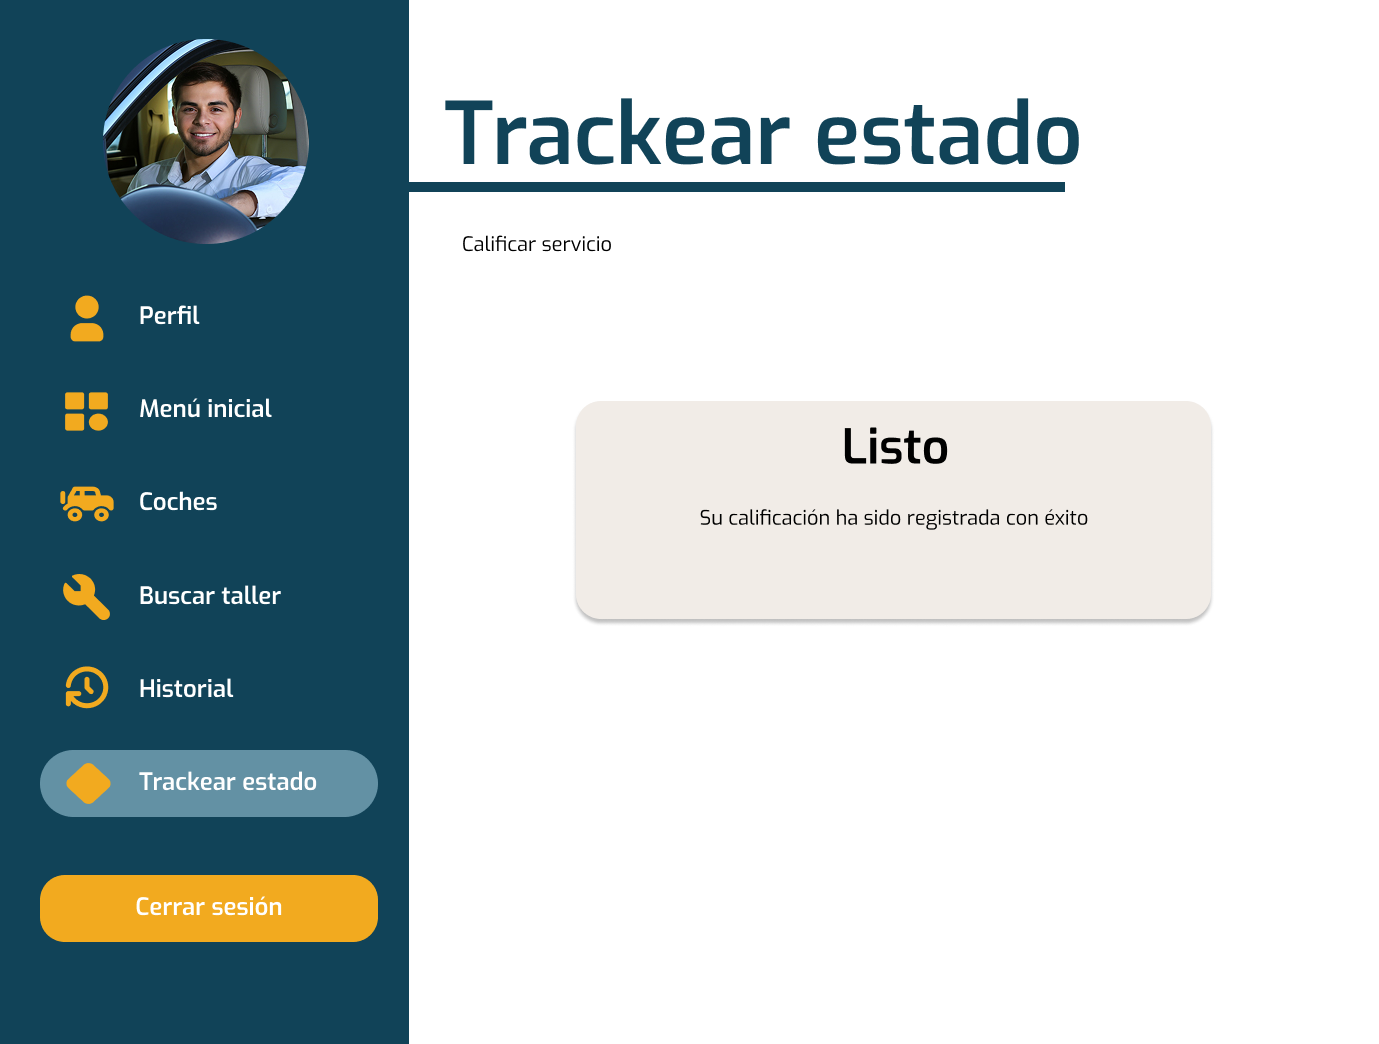 Trackear estado
Calificar servicio
Perfil
Menú inicial
Coches
Buscar taller
Historial
Trackear estado
Cerrar sesión
Listo
Su calificación ha sido registrada con éxito